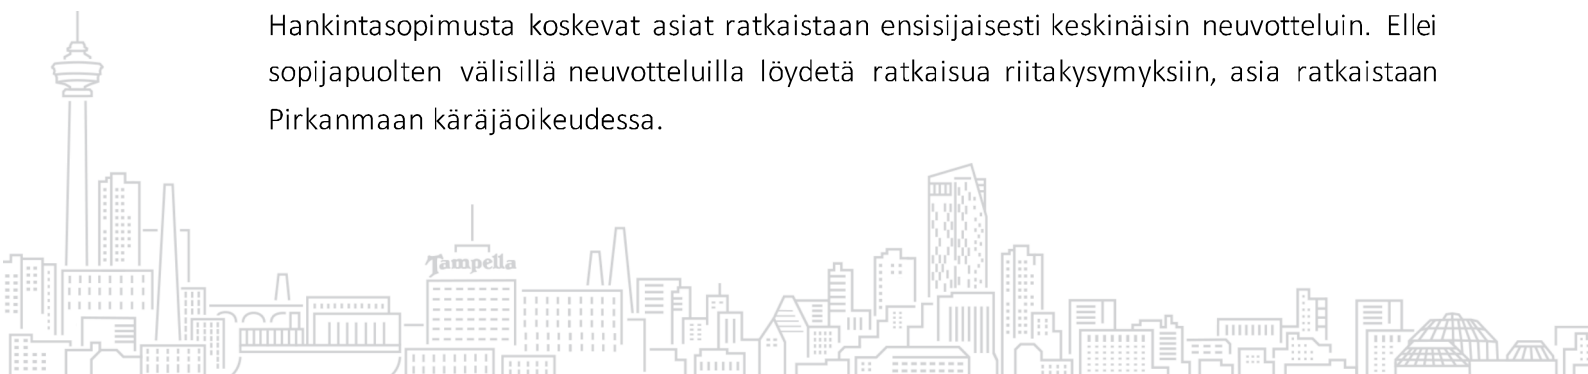 Hankintasopimusta koskevat asiat ratkaistaan ensisijaisesti keskinäisin neuvotteluin. Ellei
sopijapuolten välisillä neuvotteluilla löydetä ratkaisua riitakysymyksiin, asia ratkaistaan
Pirkanmaan käräjäoikeudessa.
Tampella